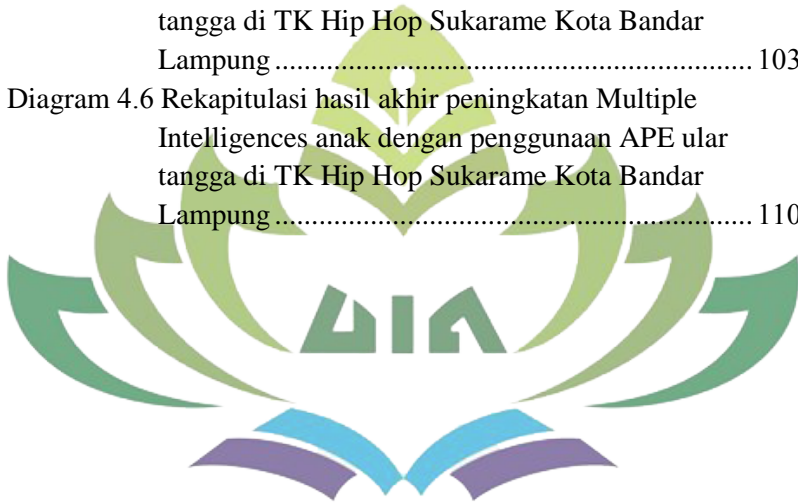 tangga di TK Hip Hop Sukarame Kota Bandar
Lampung ............................................................ 103
Diagram 4.6 Rekapitulasi hasil akhir peningkatan Multiple
Intelligences anak dengan penggunaan APE ular
tangga di TK Hip Hop Sukarame Kota Bandar
Lampung ............................................................ 110
UIN